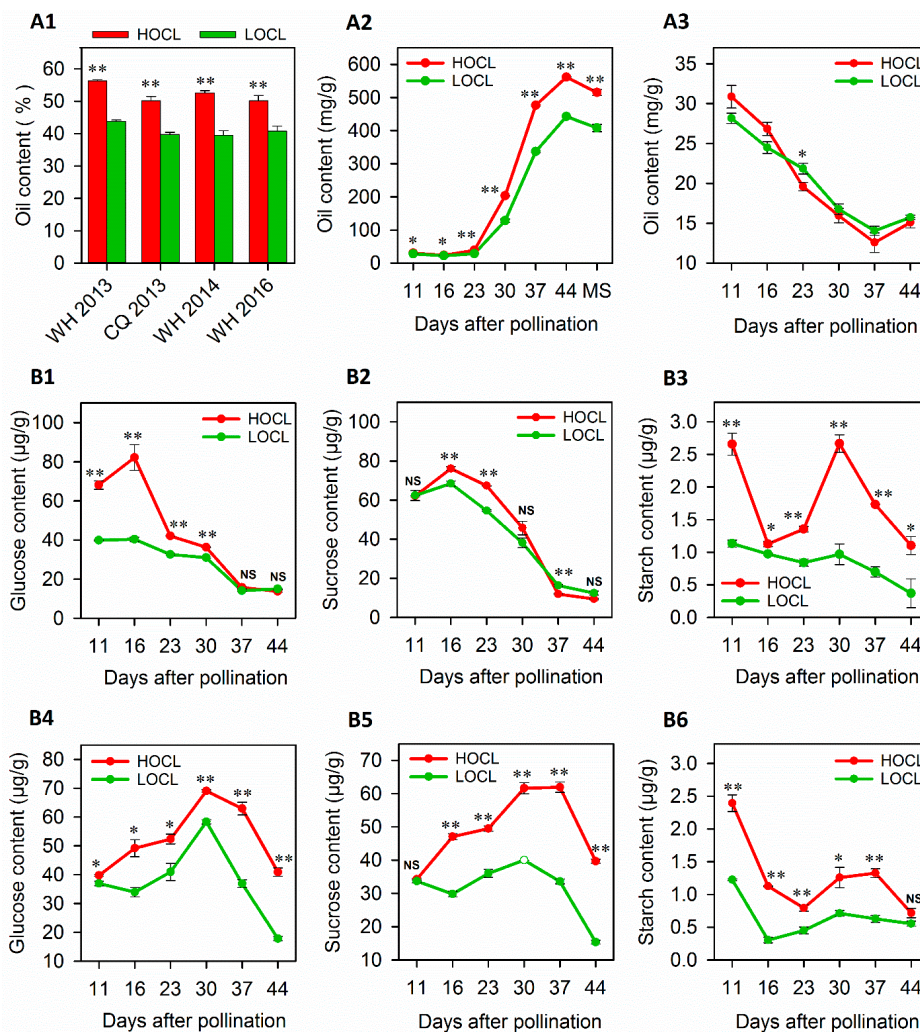 A1
HOCL LOCL
Oil content ( % )
60
50
40
30
20
10
0
** ** ** **
WH 2013 CQ 2013 WH 2014 WH 2016
A2
HOCL
LOCL
Oil content (mg/g)
600
500
400
300
200
100
0
* * ** ** ** ** **
11 16 23 30 37 44 MS
Days after pollination
A3
HOCL
LOCL
Oil content (mg/g)
35
30
25
20
15
10
*
11 16 23 30 37 44
Days after pollination
B1
HOCL
LOCL
Glucose content (µg/g)
100
80
60
40
20
0
** ** ** ** NS NS
11 16 23 30 37 44
Days after pollination
B2
HOCL
LOCL
Sucrose content (µg/g)
100
80
60
40
20
0
NS ** ** NS ** NS
11 16 23 30 37 44
Days after pollination
B3
HOCL
LOCL
Starch content (µg/g)
3.0
2.5
2.0
1.5
1.0
0.5
0.0
** * ** ** ** *
11 16 23 30 37 44
Days after pollination
B4
HOCL
LOCL
Glucose content (µg/g)
80
70
60
50
40
30
20
10
* * * ** ** **
11 16 23 30 37 44
Days after pollination
B5
HOCL
LOCL
Sucrose content (µg/g)
70
60
50
40
30
20
10
NS ** ** ** ** **
11 16 23 30 37 44
Days after pollination
B6
HOCL
LOCL
Starch content (µg/g)
3.0
2.5
2.0
1.5
1.0
0.5
0.0
** ** ** * ** NS
11 16 23 30 37 44
Days after pollination